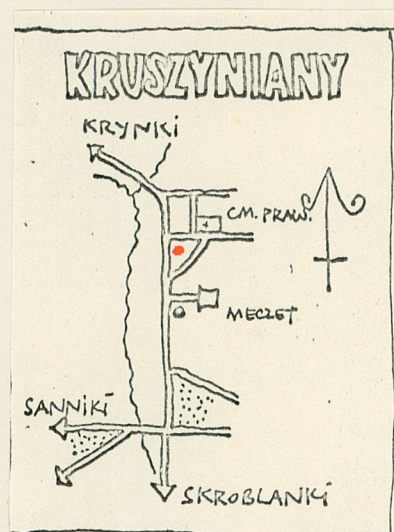 KRUSZYNIANY
KRYNKI
CM. PRAW.
MECZET
SANNIKI
SKROBLANKI